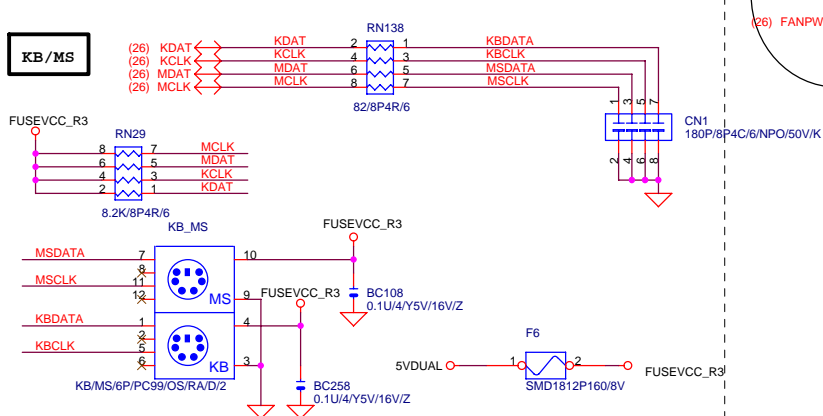 RN138
(26) FANPW
KB/MS
(26) KDAT KDAT 2 1 KBDATA
(26) KCLK KCLK 4 3 KBCLK
(26) MDAT MDAT 6 5 MSDATA
(26) MCLK MCLK 8 7 MSCLK
82/8P4R/6
1 3 5 7
CN1
180P/8P4C/6/NPO/50V/K
2 4 6 8
FUSEVCC_R3
RN29
8 7 MCLK
6 5 MDAT
4 3 KCLK
2 1 KDAT
8.2K/8P4R/6
KB_MS
FUSEVCC_R3
MSDATA 7 10
8
MSCLK 11
12 MS 9
FUSEVCC_R3
BC108
0.1U/4/Y5V/16V/Z
KBDATA 1 4
2
KBCLK 5
6 KB 3
KB/MS/6P/PC99/OS/RA/D/2
BC258
0.1U/4/Y5V/16V/Z
F6
5VDUAL 1 2 FUSEVCC_R3
SMD1812P160/8V